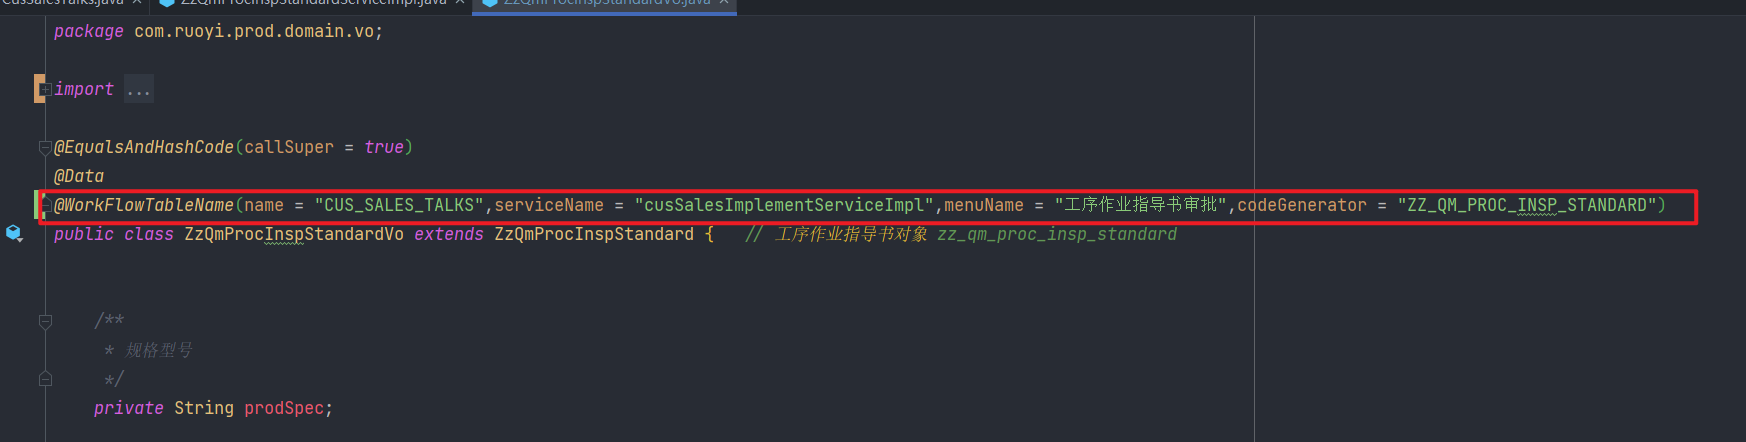 CusSalesTalks.java × ZzQmProcInspStandardServiceImpl.java × ZzQmProcInspStandardVo.java ×
package com.ruoyi.prod.domain.vo;
import ...
@EqualsAndHashCode(callSuper = true)
@Data
@WorkFlowTableName(name = "CUS_SALES_TALKS",serviceName = "cusSalesImplementServiceImpl",menuName = "工序作业指导书审批",codeGenerator = "ZZ_QM_PROC_INSP_STANDARD")
public class ZzQmProcInspStandardVo extends ZzQmProcInspStandard { // 工序作业指导书对象 zz_qm_proc_insp_standard
/**
* 规格型号
*/
private String prodSpec;